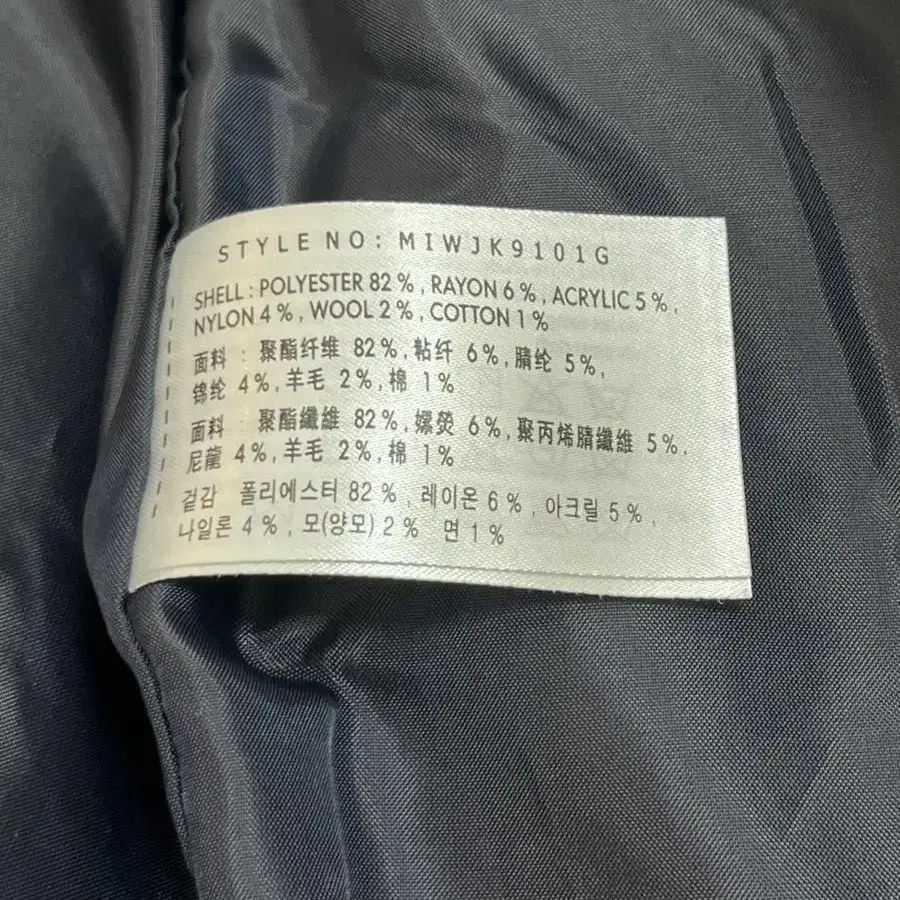 STYLE NO: MIWJK9101G
SHELL : POLYESTER 82%, RAYON 6%, ACRYLIC 5%,
NYLON 4%, WOOL 2%, COTTON 1%
面料 : 聚酯纤维 82%,粘纤 6%,腈纶 5%,
锦纶 4%,羊毛 2%,棉 1%
面料 : 聚酯纖維 82%,嫘熒 6%,聚丙烯腈纖維 5%,
尼龍 4%,羊毛 2%,棉 1%
겉감 폴리에스터 82%, 레이온 6%, 아크릴 5%,
나일론 4%, 모(양모) 2% 면 1%